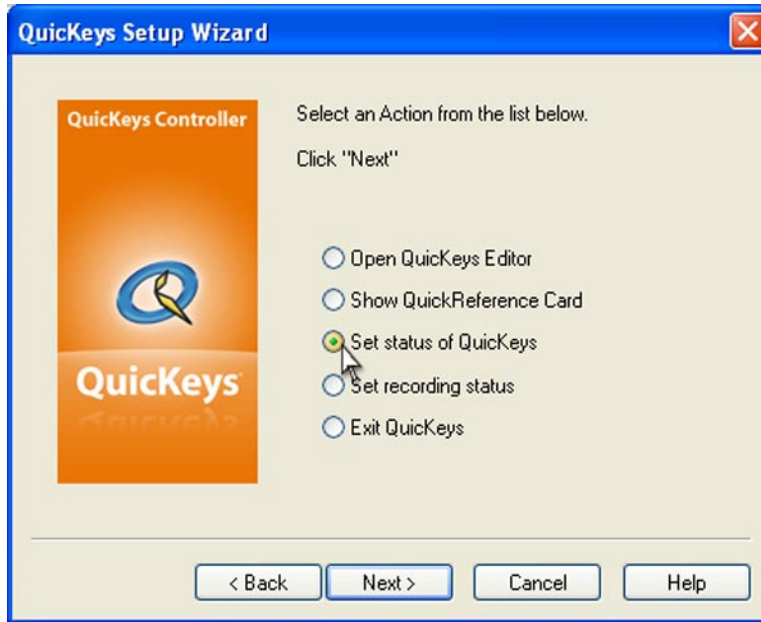 QuicKeys Setup Wizard
QuicKeys Controller
QuicKeys
Select an Action from the list below.
Click "Next"
Open QuicKeys Editor
Show QuickReference Card
Set status of QuicKeys
Set recording status
Exit QuicKeys
< Back
Next >
Cancel
Help